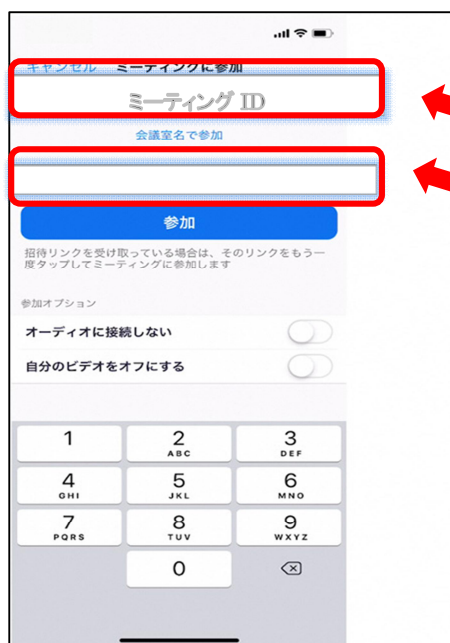 キャンセル ミーティングに参加
ミーティング ID
会議室名で参加
参加
招待リンクを受け取っている場合は、そのリンクをもう一
度タップしてミーティングに参加します
参加オプション
オーディオに接続しない
自分のビデオをオフにする
1 2 3
ABC DEF
4 5 6
GHI JKL MNO
7 8 9
PQRS TUV WXYZ
0